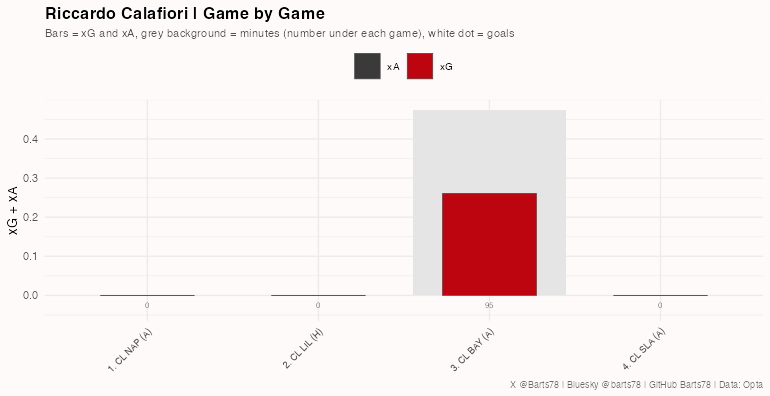 Riccardo Calafiori | Game by Game
Bars = xG and xA, grey background = minutes (number under each game), white dot = goals
xA xG
xG + xA
0.4
0.3
0.2
0.1
0.0
0 0 95 0
1. CL NAP (A) 2. CL LIL (H) 3. CL BAY (A) 4. CL SLA (A)
X @Barts78 | Bluesky @barts78 | GitHub Barts78 | Data: Opta